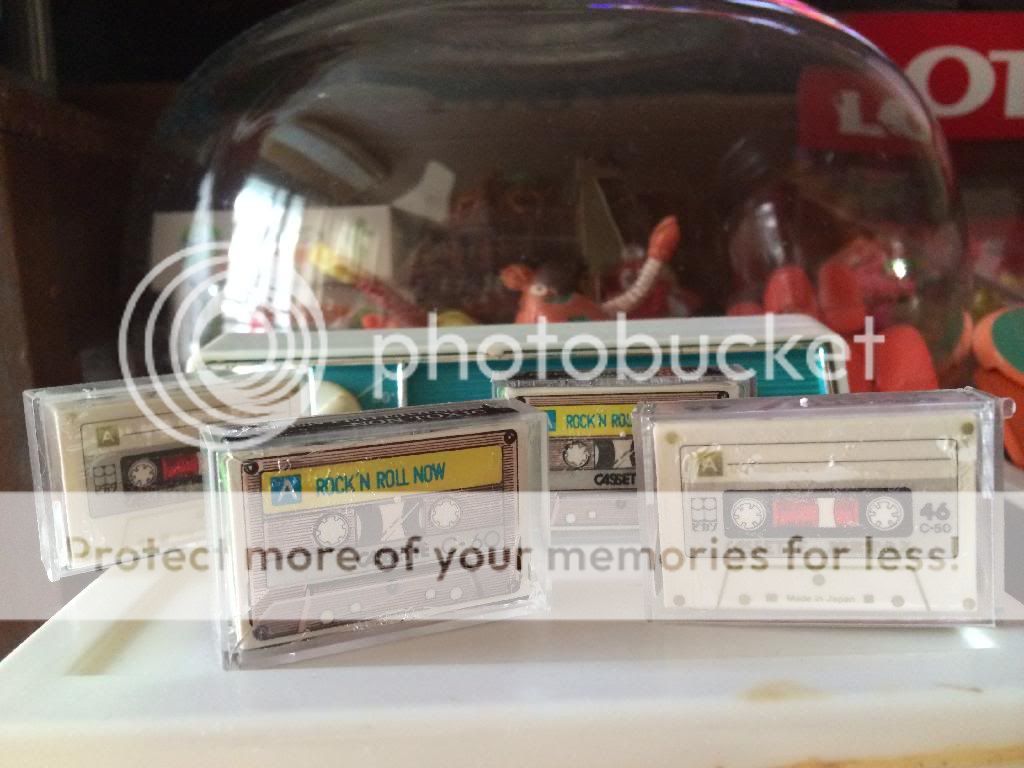 LOT
LO
photobucket
A
A ROCK'N ROLL NOW
C-60
A ROCK'N ROL
CASSET
A
46
C-50
Made in Japan
Protect more of your memories for less!